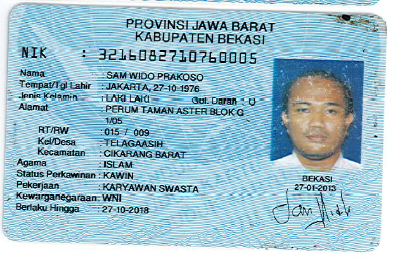 PROVINSI JAWA BARAT
KABUPATEN BEKASI
NIK : 3216082710760005
Nama : SAM WIDO PRAKOSO
Tempat/Tgl Lahir : JAKARTA, 27-10-1976
Jenis Kelamin : LAKI LAKI Gol. Darah : O
Alamat : PERUM TAMAN ASTER BLOK G
1/05
RT/RW : 015 / 009
Kel/Desa : TELAGAASIH
Kecamatan : CIKARANG BARAT
Agama : ISLAM
Status Perkawinan : KAWIN
Pekerjaan : KARYAWAN SWASTA
Kewarganegaraan: WNI
Berlaku Hingga : 27-10-2018
BEKASI
27-01-2013